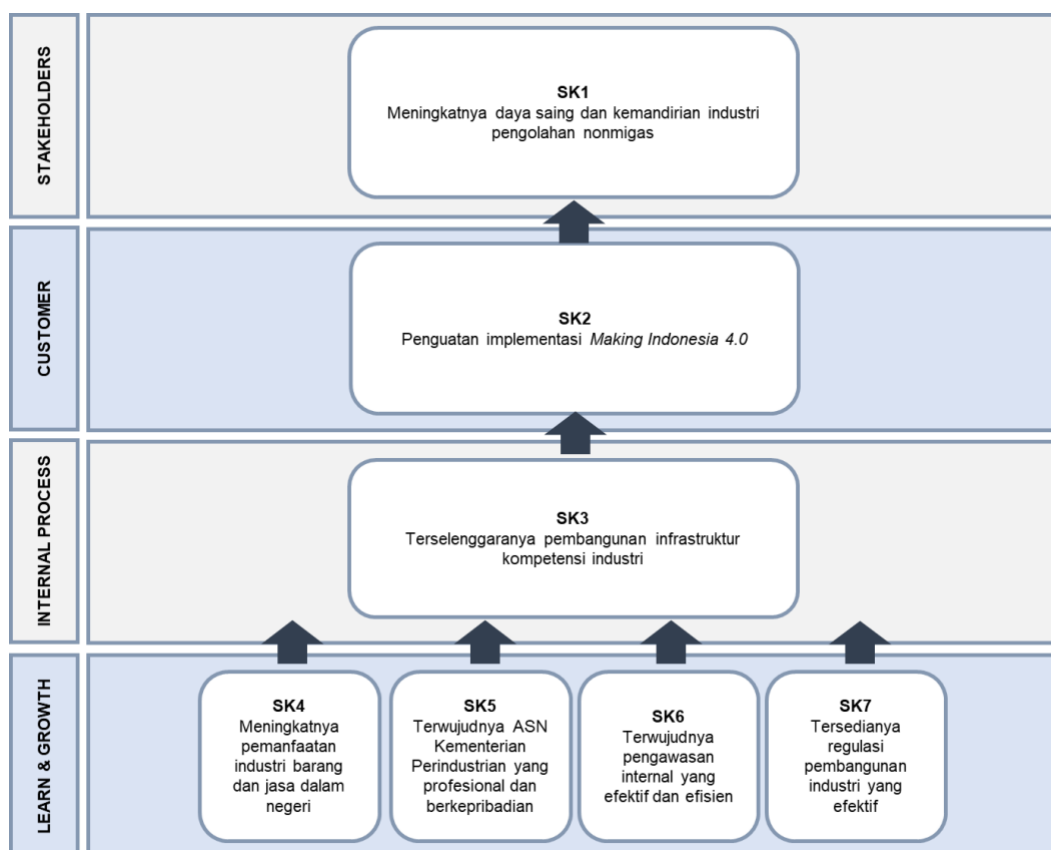 STAKEHOLDERS
SK1
Meningkatnya daya saing dan kemandirian industri
pengolahan nonmigas
CUSTOMER
SK2
Penguatan implementasi Making Indonesia 4.0
INTERNAL PROCESS
SK3
Terselenggaranya pembangunan infrastruktur
kompetensi industri
LEARN & GROWTH
SK4
Meningkatnya
pemanfaatan
industri barang
dan jasa dalam
negeri
SK5
Terwujudnya ASN
Kementerian
Perindustrian yang
profesional dan
berkepribadian
SK6
Terwujudnya
pengawasan
internal yang
efektif dan efisien
SK7
Tersedianya
regulasi
pembangunan
industri yang
efektif